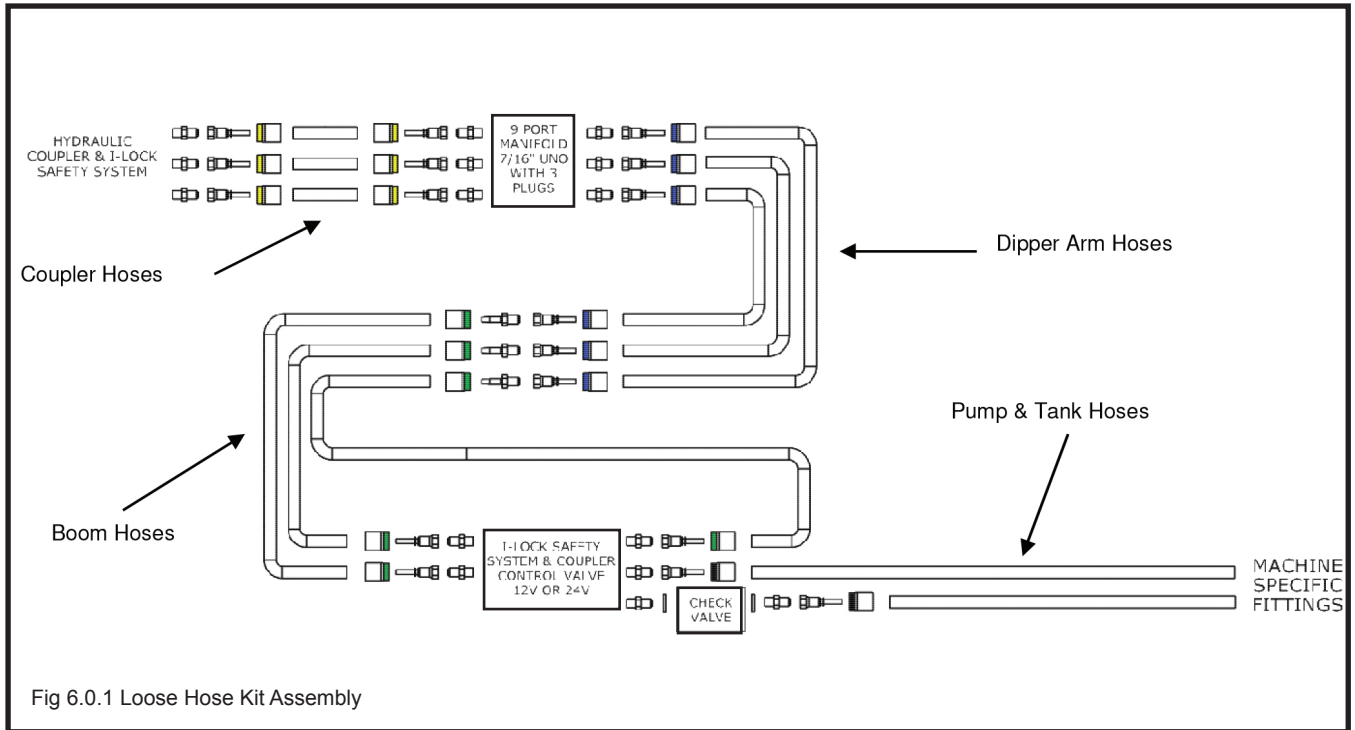 HYDRAULIC
COUPLER & I-LOCK
SAFETY SYSTEM
9 PORT
MANIFOLD
7/16" UNO
WITH 3
PLUGS
Dipper Arm Hoses
Coupler Hoses
Pump & Tank Hoses
Boom Hoses
I-LOCK SAFETY
SYSTEM & COUPLER
CONTROL VALVE
12V OR 24V
CHECK
VALVE
MACHINE
SPECIFIC
FITTINGS
Fig 6.0.1 Loose Hose Kit Assembly